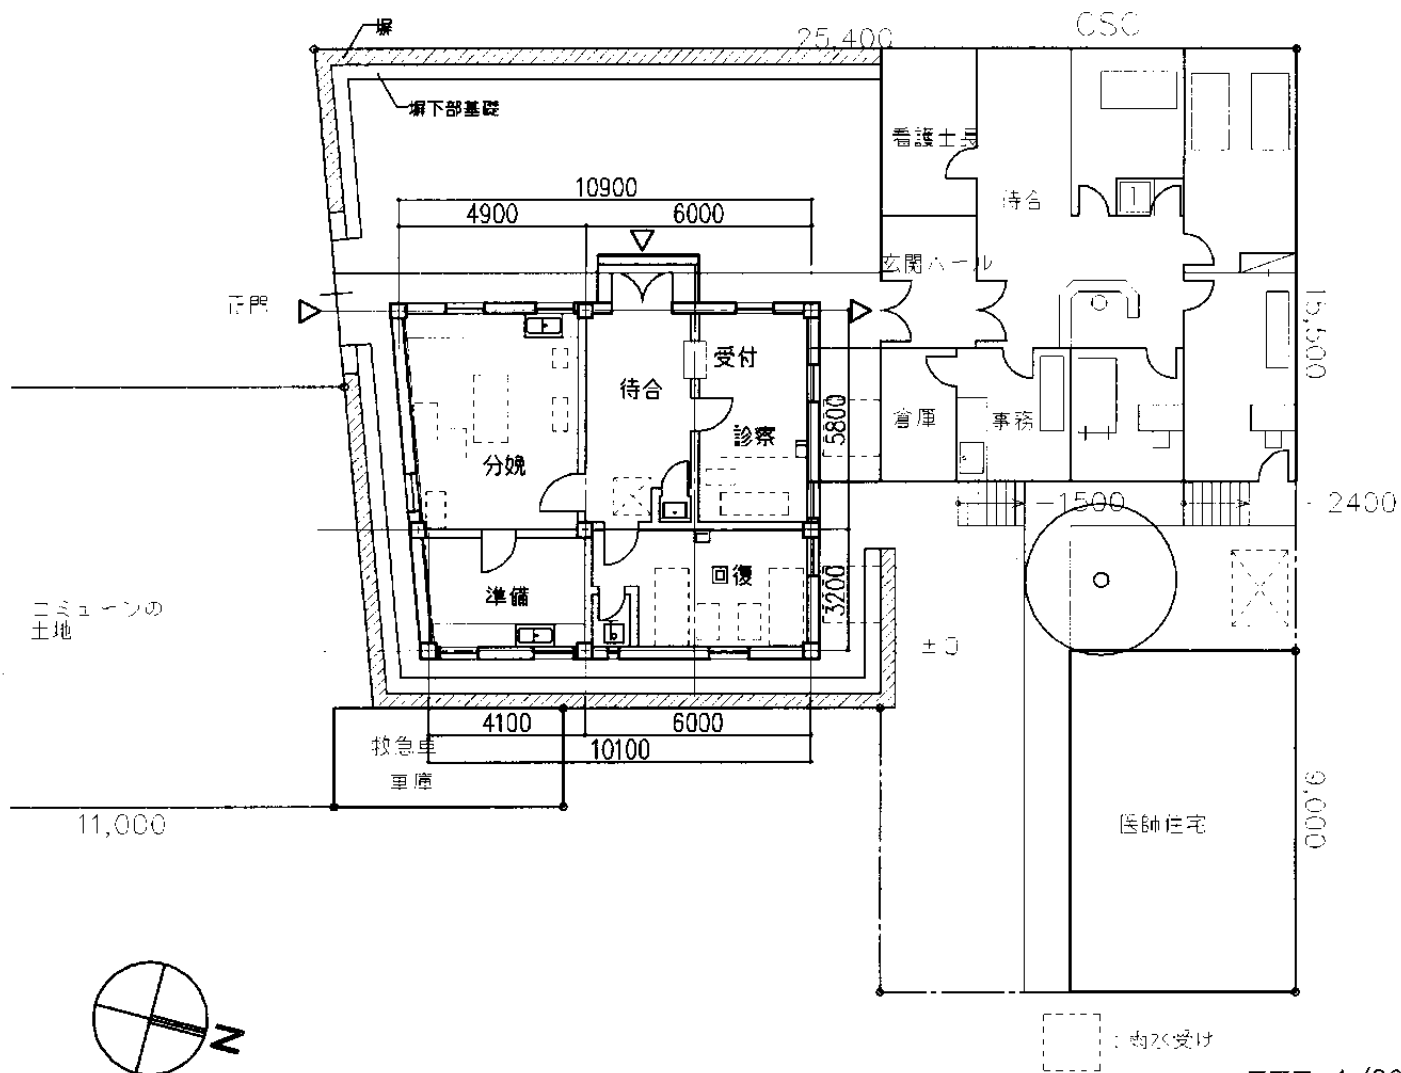 塀
25,400
CSC
塀下部基礎
看護士長
10900
待合
4900
6000
玄関ホール
正門
15,500
受付
待合
5800
倉庫
事務
診察
分娩
-1500
- 2400
回復
3200
準備
コミューンの
土地
±0
4100
6000
救急車
車庫
10100
11,000
医師住宅
9,000
N
: 雨水受け